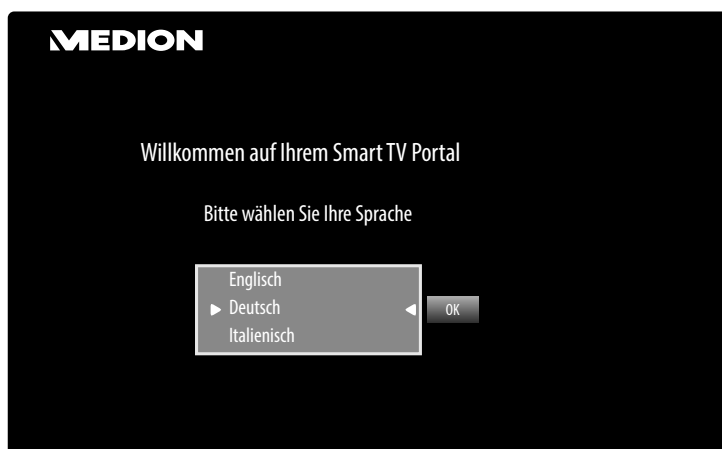 MEDION
Willkommen auf Ihrem Smart TV Portal
Bitte wählen Sie Ihre Sprache
Englisch
Deutsch OK
Italienisch